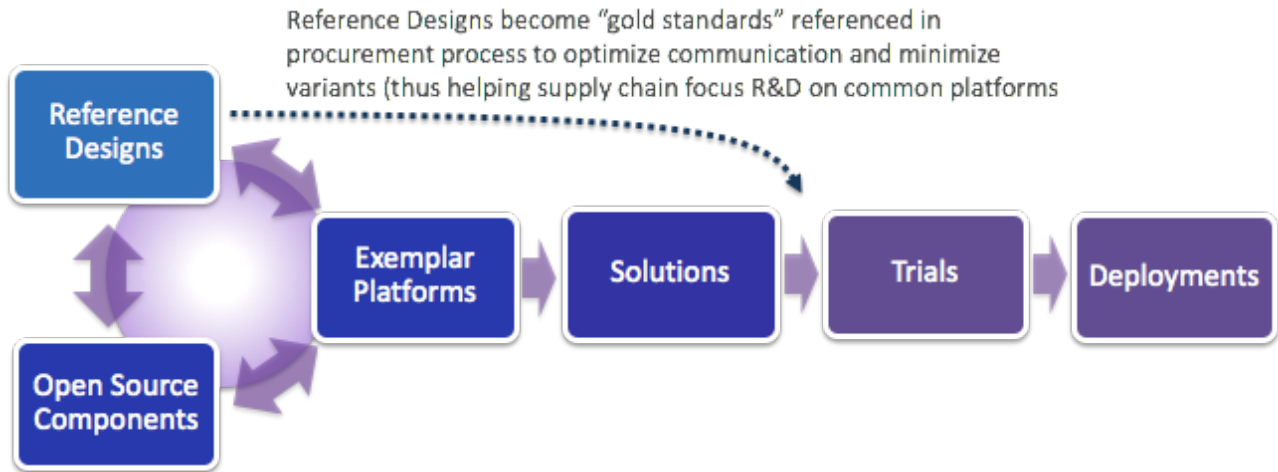 Reference Designs become “gold standards” referenced in
procurement process to optimize communication and minimize
variants (thus helping supply chain focus R&D on common platforms
Reference
Designs
Exemplar
Platforms
Solutions
Trials
Deployments
Open Source
Components